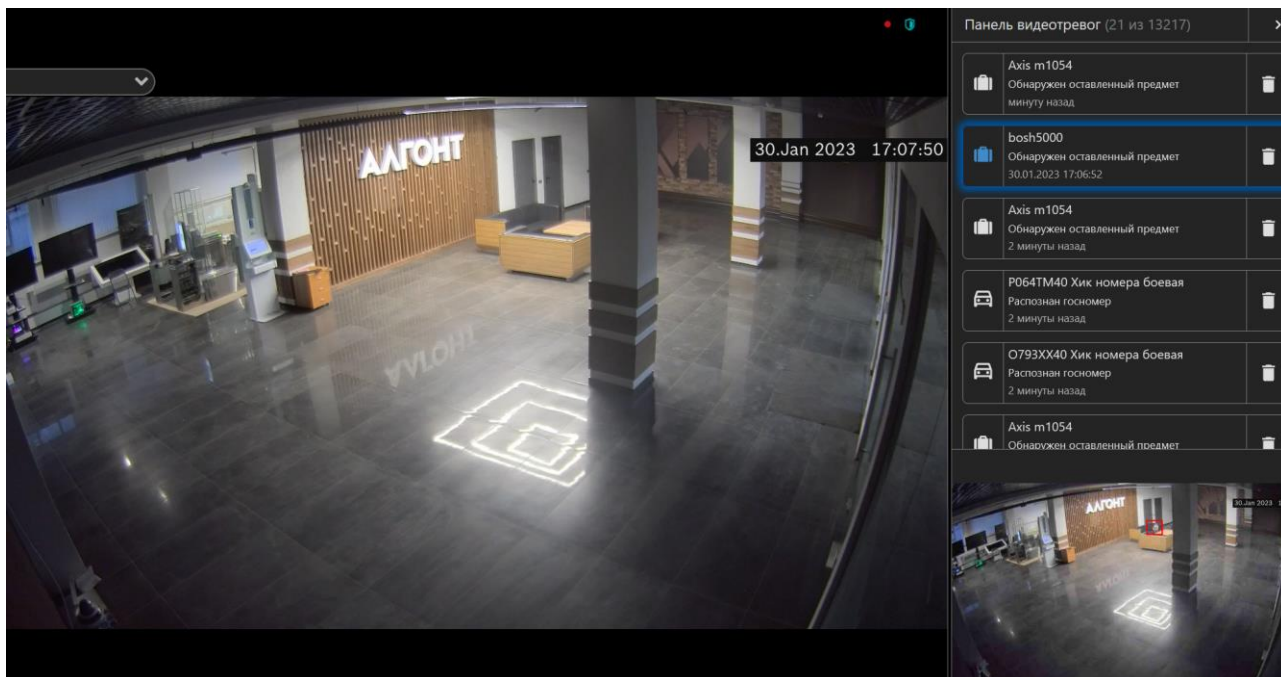 Панель видеотревог (21 из 13217)
Axis m1054
Обнаружен оставленный предмет
минуту назад
bosh5000
Обнаружен оставленный предмет
30.01.2023 17:06:52
Axis m1054
Обнаружен оставленный предмет
2 минуты назад
P064TM40 Хик номера боевая
Распознан госномер
2 минуты назад
O793XX40 Хик номера боевая
Распознан госномер
2 минуты назад
Axis m1054
Обнаружен оставленный предмет
АЛГОНТ
30.Jan 2023 17:07:50
АЛГОНТ
30.Jan 2023 1